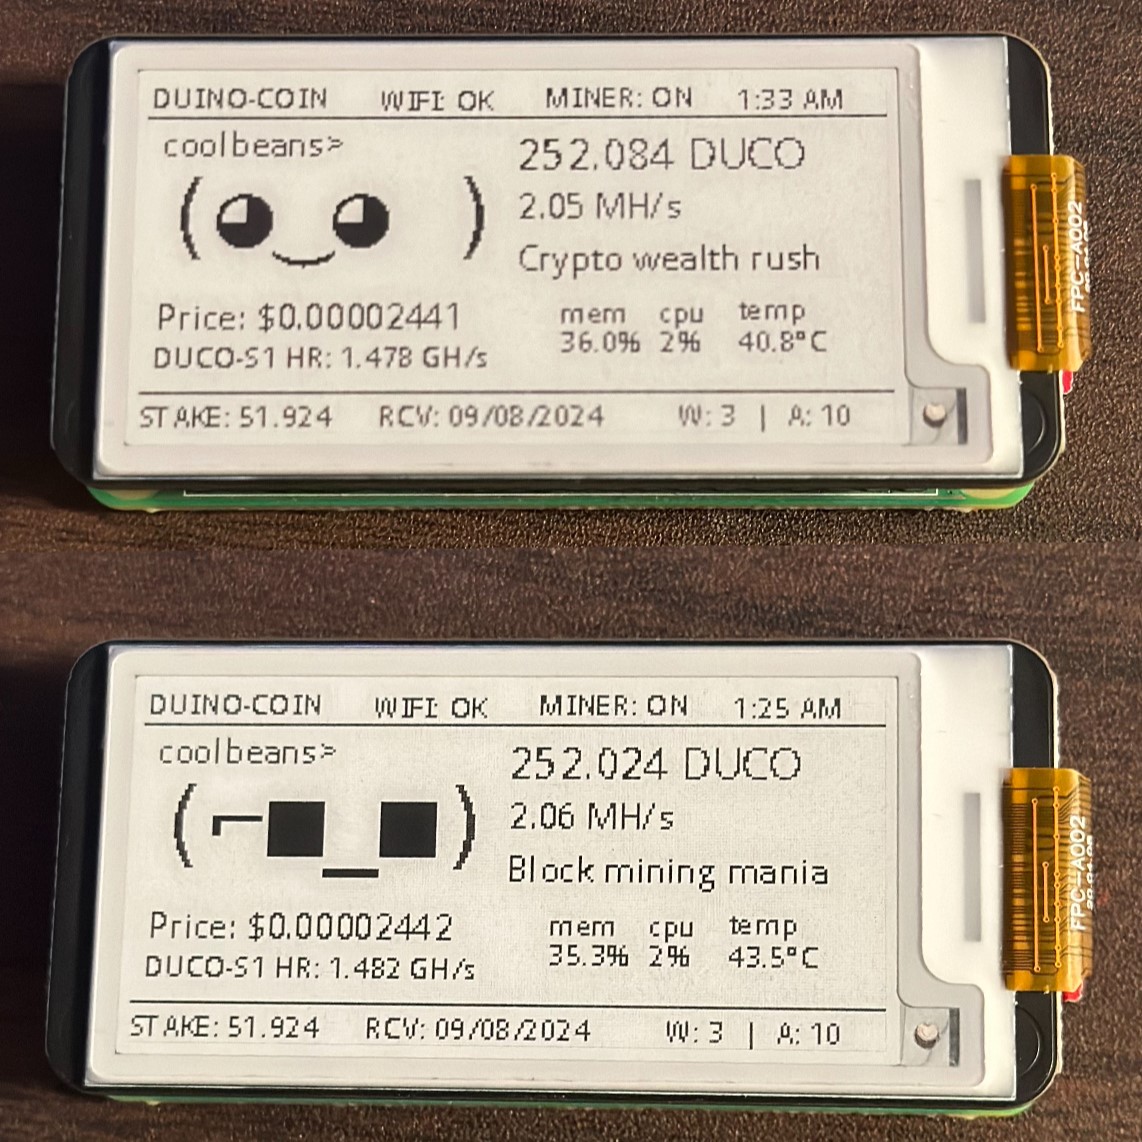 DUINO-COIN WIFI: OK MINER: ON 1:33 AM
coolbeans>
252.084 DUCO
2.05 MH/s
Crypto wealth rush
Price: $0.00002441
DUCO-S1 HR: 1.478 GH/s
mem cpu temp
36.0% 2% 40.8°C
STAKE: 51.924 RCV: 09/08/2024 W: 3 | A: 10
FPC-A002
DUINO-COIN WIFI: OK MINER: ON 1:25 AM
coolbeans>
252.024 DUCO
2.06 MH/s
Block mining mania
Price: $0.00002442
DUCO-S1 HR: 1.482 GH/s
mem cpu temp
35.3% 2% 43.5°C
STAKE: 51.924 RCV: 09/08/2024 W: 3 | A: 10
FPC-A002